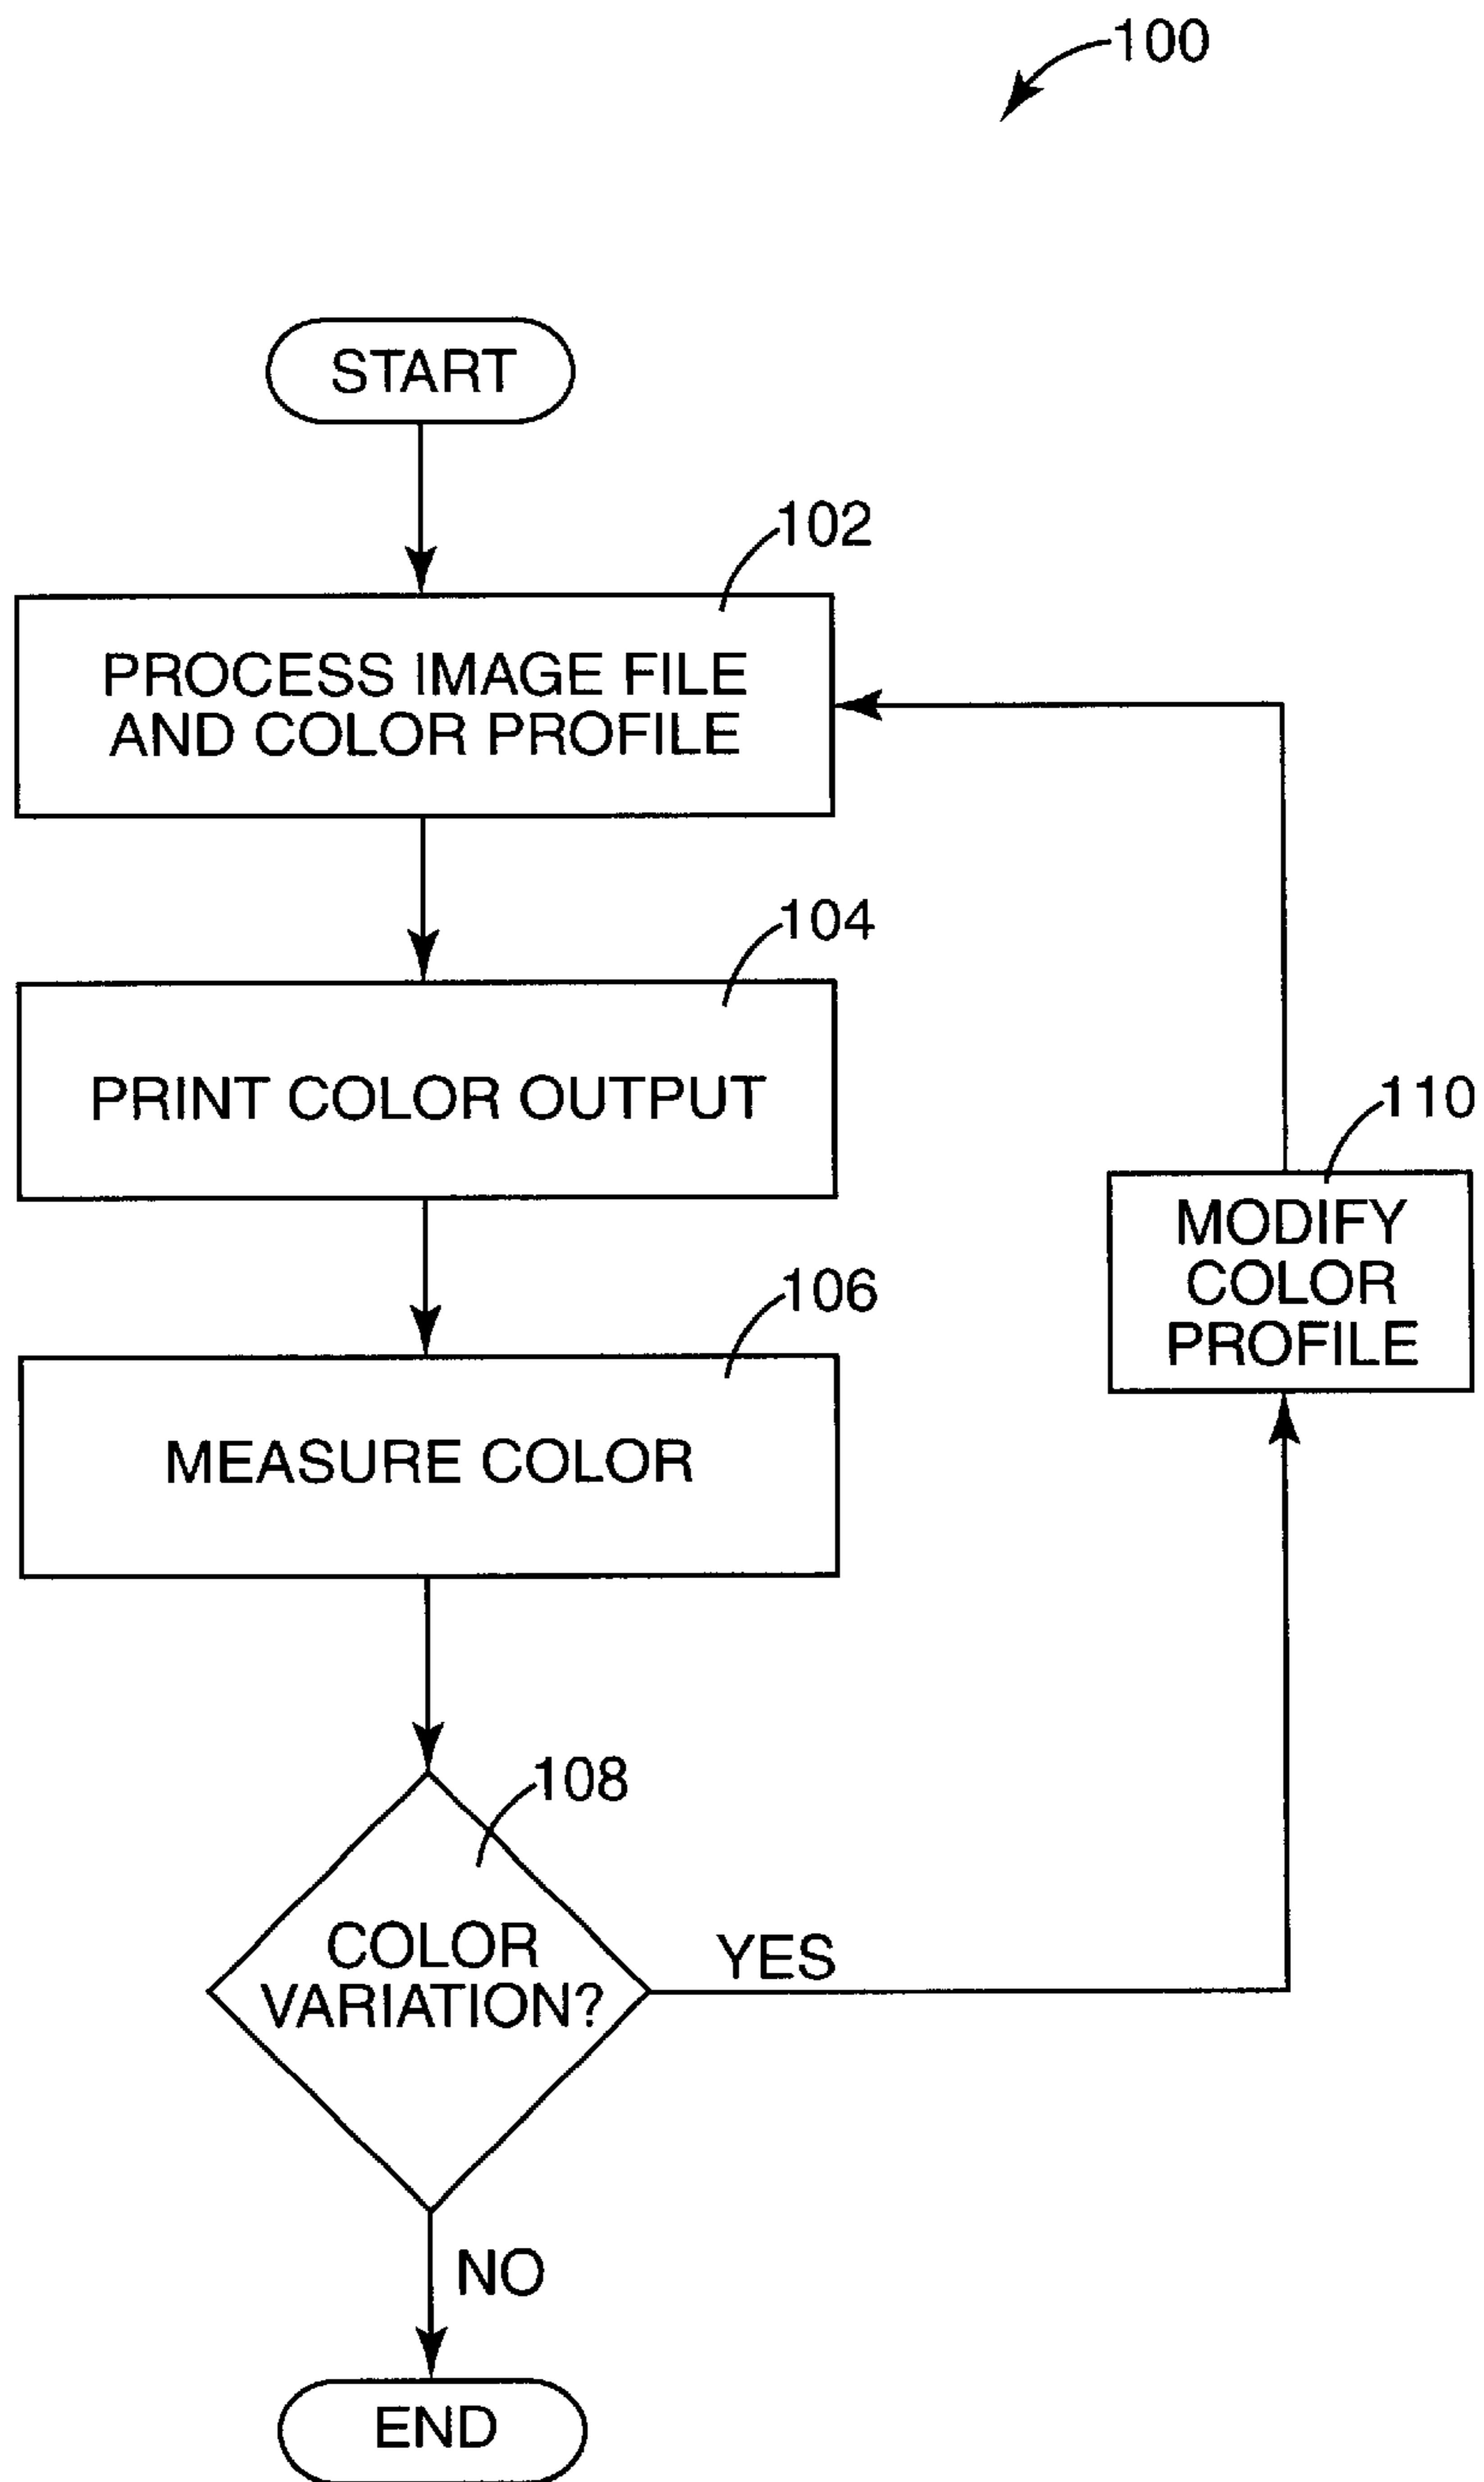 100
START
102
PROCESS IMAGE FILE
AND COLOR PROFILE
104
PRINT COLOR OUTPUT
110
MODIFY
COLOR
PROFILE
106
MEASURE COLOR
108
COLOR
VARIATION?
YES
NO
END